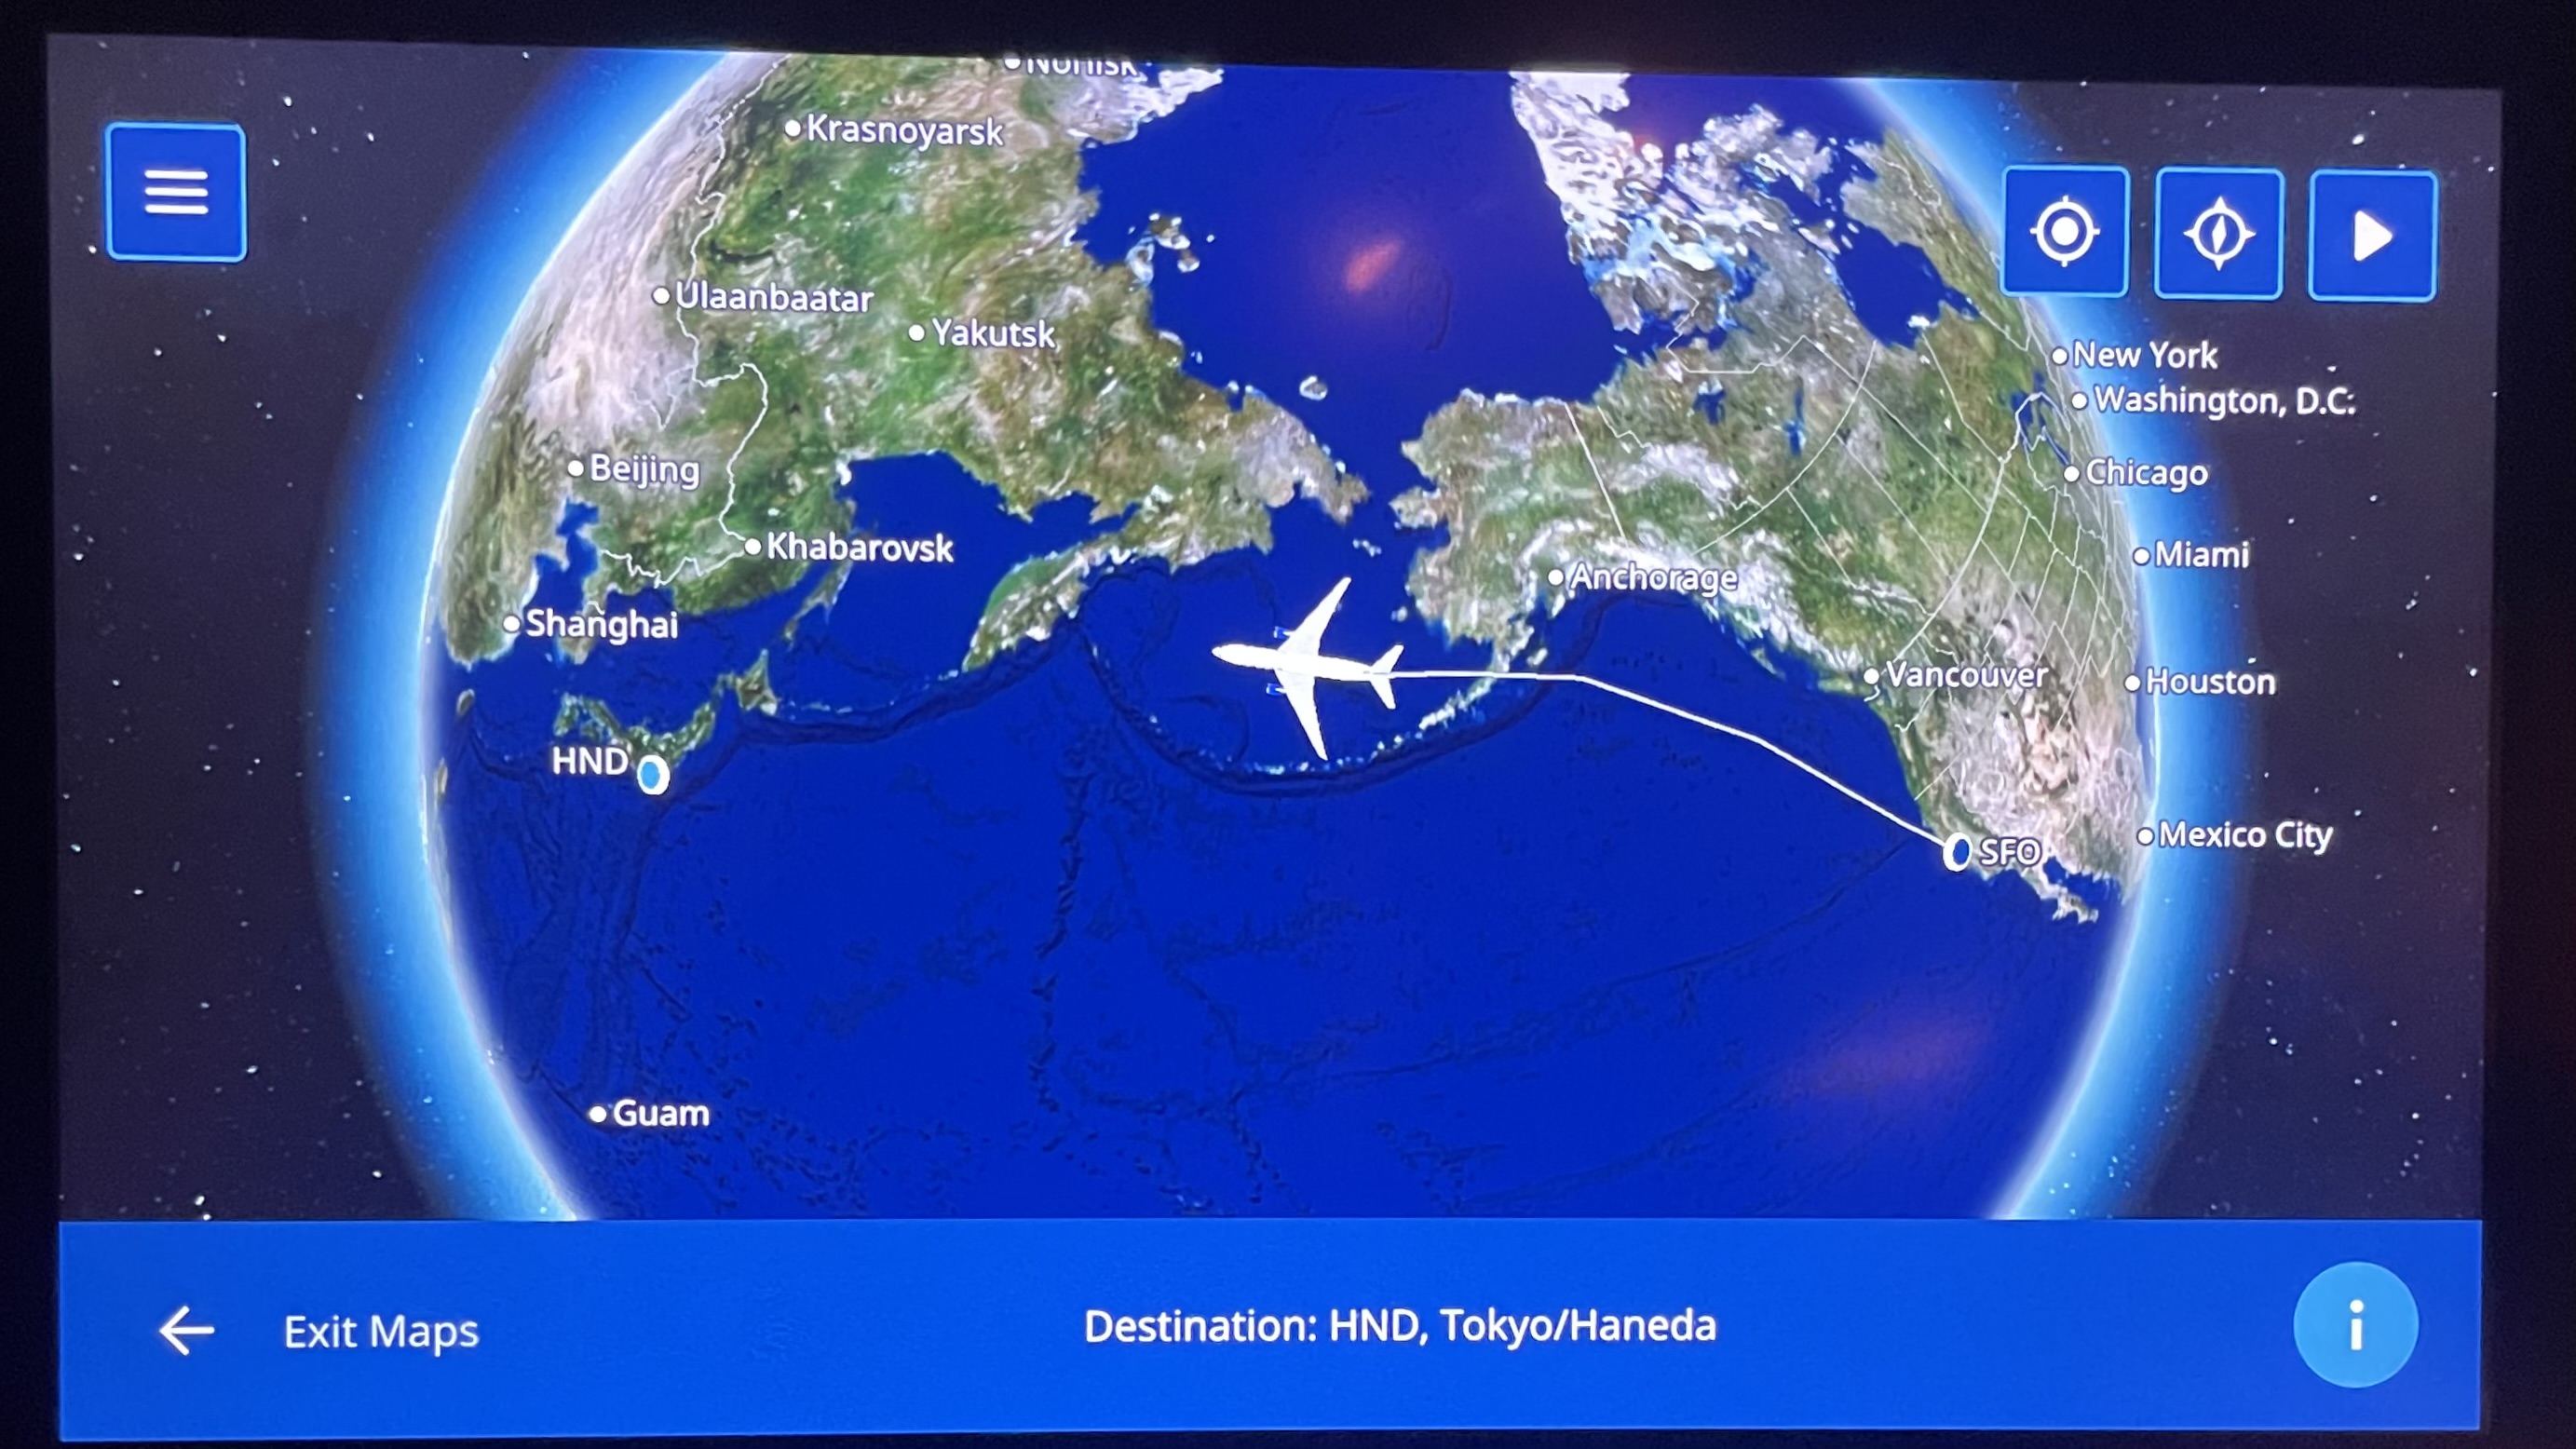 Norilsk
Krasnoyarsk
Ulaanbaatar
Yakutsk
New York
Washington, D.C.
Chicago
Beijing
Khabarovsk
Miami
Anchorage
Shanghai
Vancouver
Houston
HND
SFO
Mexico City
Guam
Exit Maps
Destination: HND, Tokyo/Haneda
i